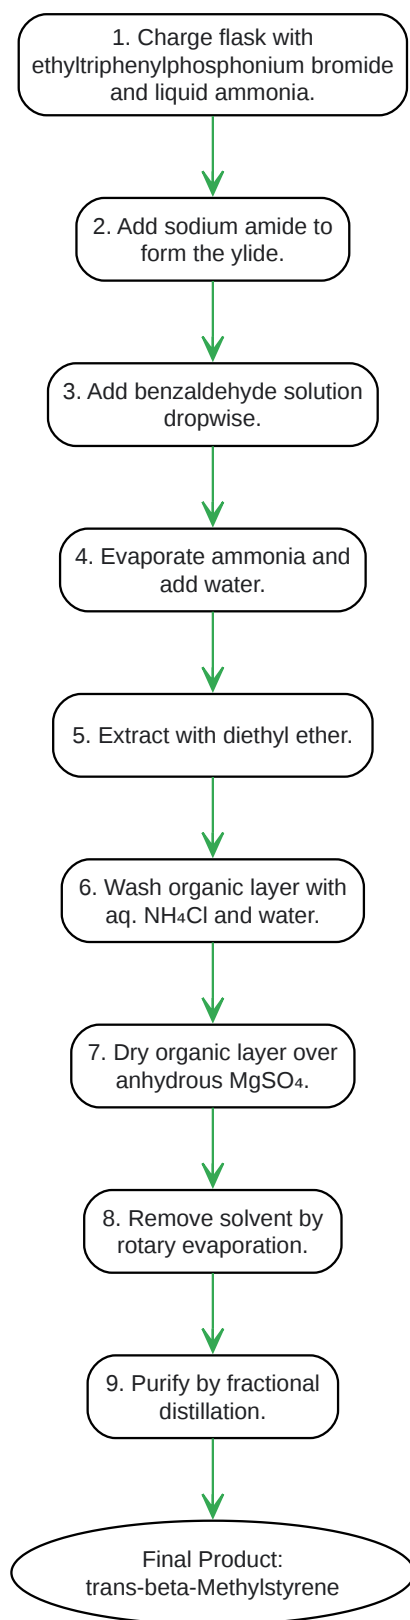 1. Charge flask with
ethyltriphenylphosphonium bromide
and liquid ammonia.
2. Add sodium amide to
form the ylide.
3. Add benzaldehyde solution
dropwise.
4. Evaporate ammonia and
add water.
5. Extract with diethyl ether.
6. Wash organic layer with
aq. NH₄Cl and water.
7. Dry organic layer over
anhydrous MgSO₄.
8. Remove solvent by
rotary evaporation.
9. Purify by fractional
distillation.
Final Product:
trans-beta-Methylstyrene